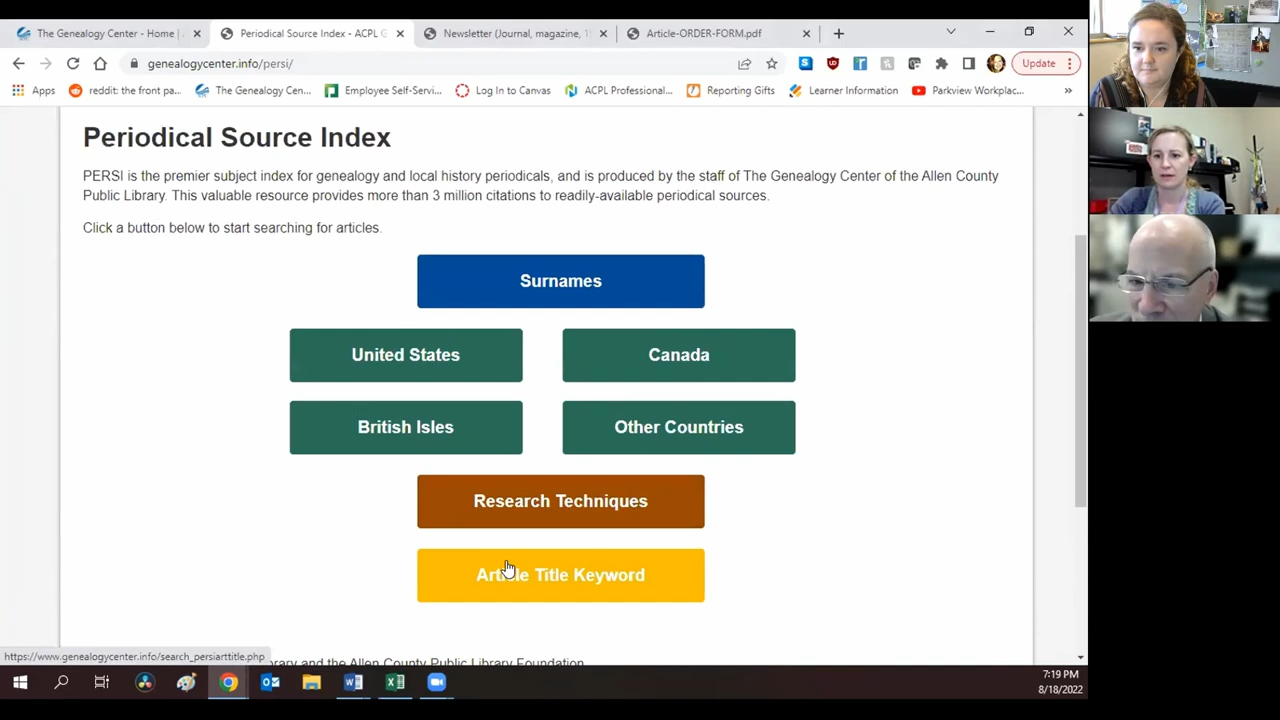 The Genealogy Center - Home |
Periodical Source Index - ACPL G
Newsletter (Journal, magazine, 1
Article-ORDER-FORM.pdf
genealogycenter.info/persi/
Update
Apps
reddit: the front pa...
The Genealogy Cen...
Employee Self-Servi...
Log In to Canvas
ACPL Professional...
Reporting Gifts
Learner Information
Parkview Workplac...
»
Periodical Source Index
PERSI is the premier subject index for genealogy and local history periodicals, and is produced by the staff of The Genealogy Center of the Allen County
Public Library. This valuable resource provides more than 3 million citations to readily-available periodical sources.
Click a button below to start searching for articles.
Surnames
United States
Canada
British Isles
Other Countries
Research Techniques
Article Title Keyword
https://www.genealogycenter.info/search_persiarttitle.php
rary and the Allen County Public Library Foundation
7:19 PM
8/18/2022